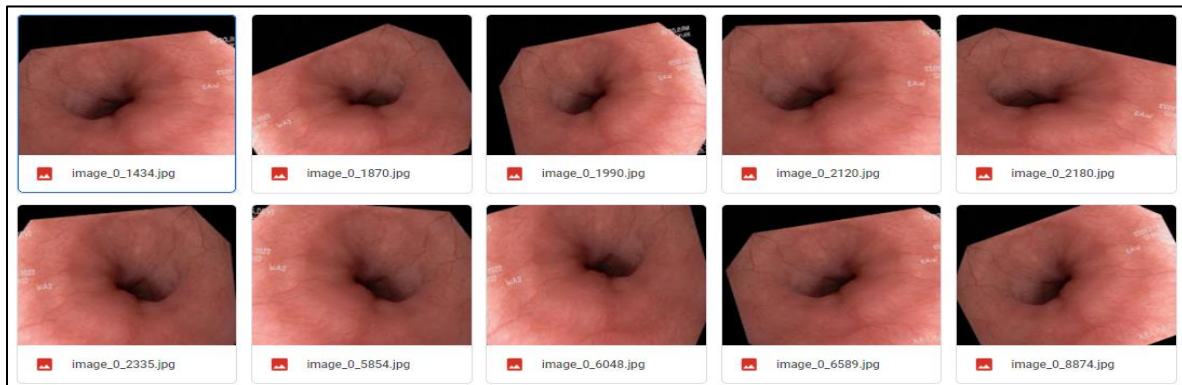 image_0_1434.jpg
image_0_1870.jpg
image_0_1990.jpg
image_0_2120.jpg
image_0_2180.jpg
image_0_2335.jpg
image_0_5854.jpg
image_0_6048.jpg
image_0_6589.jpg
image_0_8874.jpg